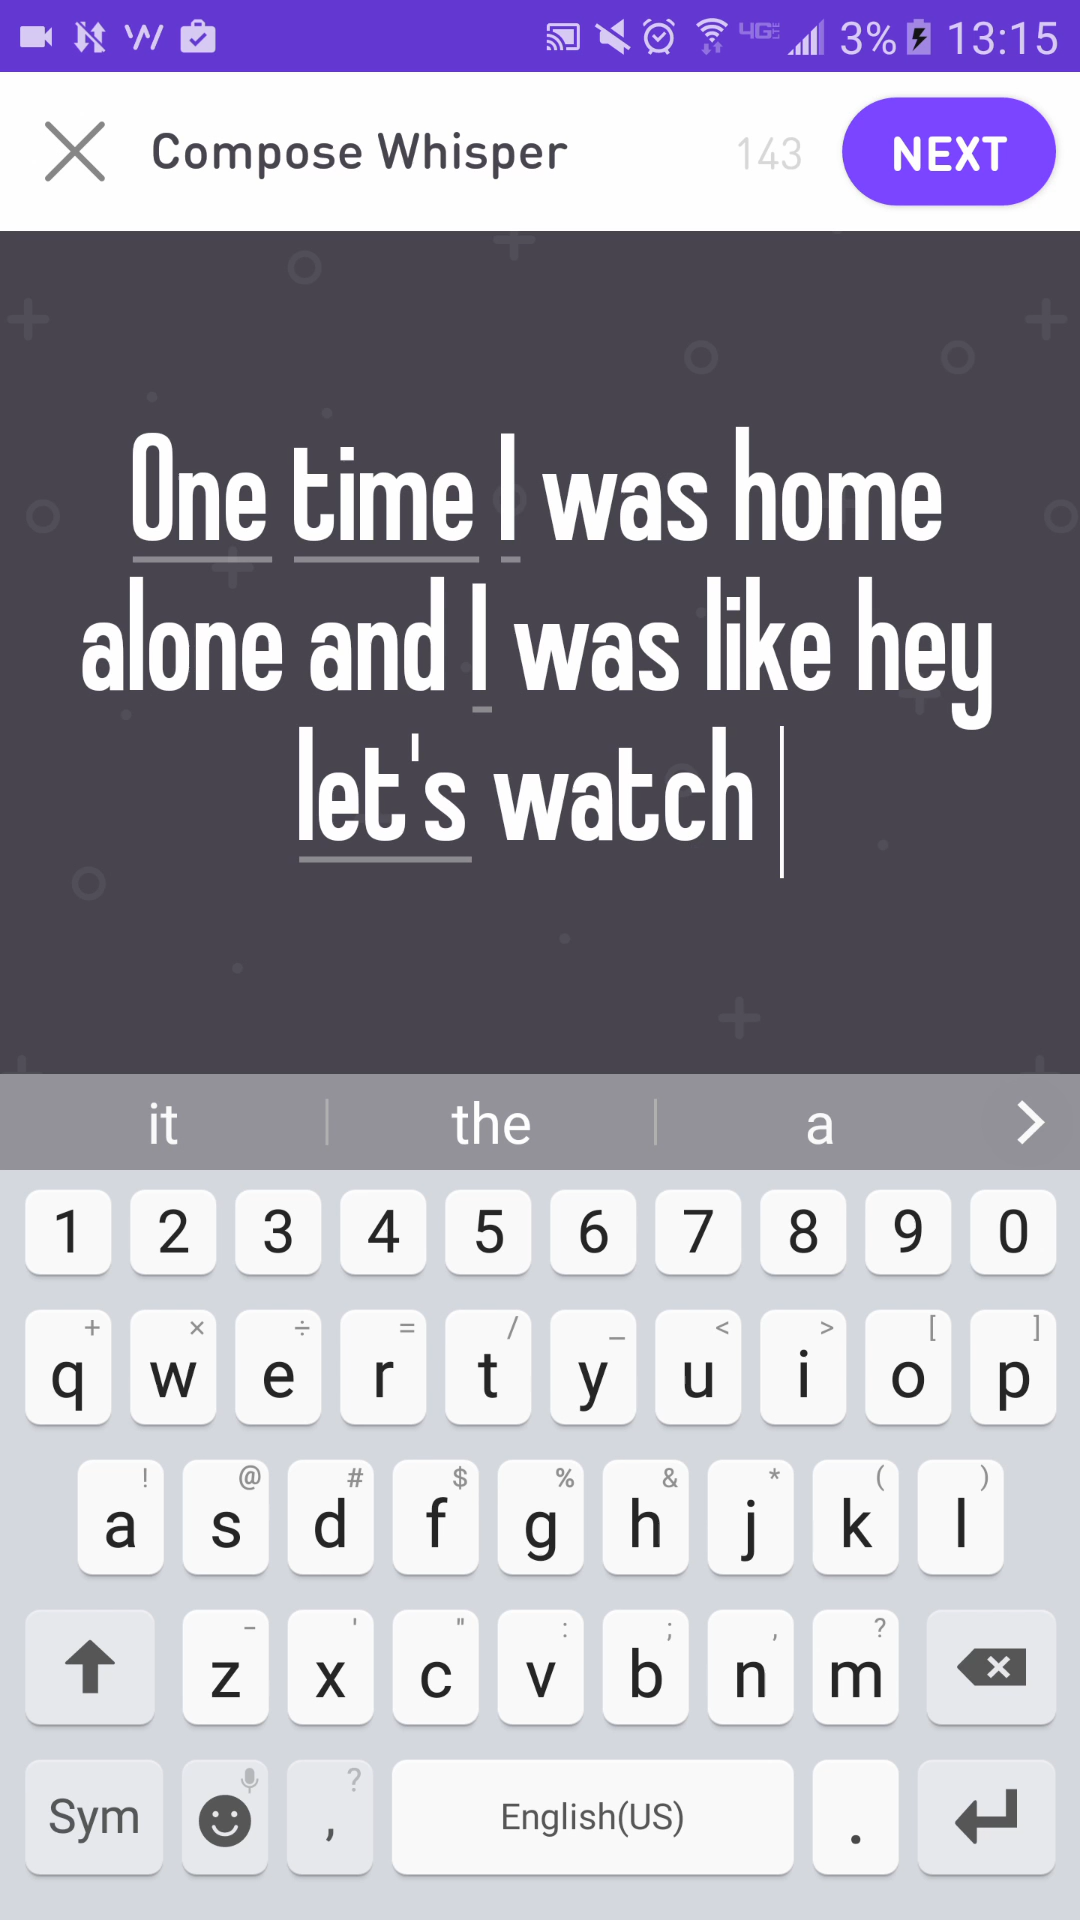 4GE 3% 13:15
Compose Whisper 143 NEXT
One time I was home
alone and I was like hey
let's watch
it the a
1 2 3 4 5 6 7 8 9 0
+ × ÷ = / _ < > [ ]
q w e r t y u i o p
! @ # $ % & * ( )
a s d f g h j k l
- ' " : ; , ?
z x c v b n m
?
Sym , English(US) .